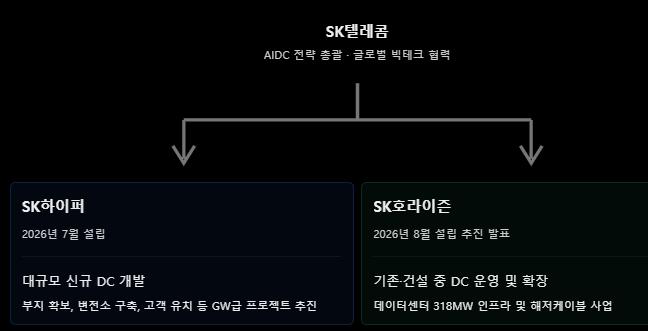 SK텔레콤
AIDC 전략 총괄 · 글로벌 빅테크 협력
SK하이퍼
2026년 7월 설립
대규모 신규 DC 개발
부지 확보, 변전소 구축, 고객 유치 등 GW급 프로젝트 추진
SK호라이즌
2026년 8월 설립 추진 발표
기존·건설 중 DC 운영 및 확장
데이터센터 318MW 인프라 및 해저케이블 사업